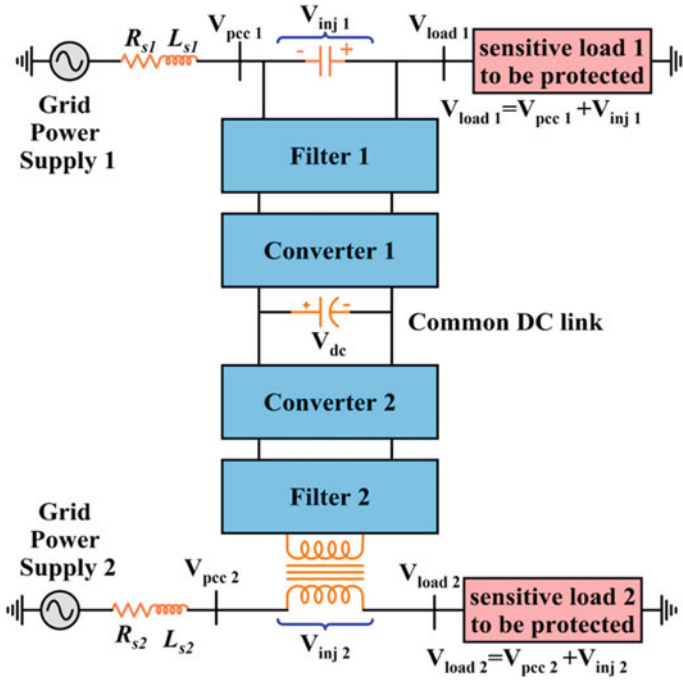 V_inj 1
R_s1 L_s1
V_pcc 1
- +
V_load 1
sensitive load 1
to be protected
V_load 1=V_pcc 1+V_inj 1
Grid
Power
Supply 1
Filter 1
Converter 1
+ -
V_dc
Common DC link
Converter 2
Filter 2
Grid
Power
Supply 2
V_pcc 2
V_load 2
sensitive load 2
to be protected
R_s2 L_s2
V_inj 2
V_load 2=V_pcc 2+V_inj 2